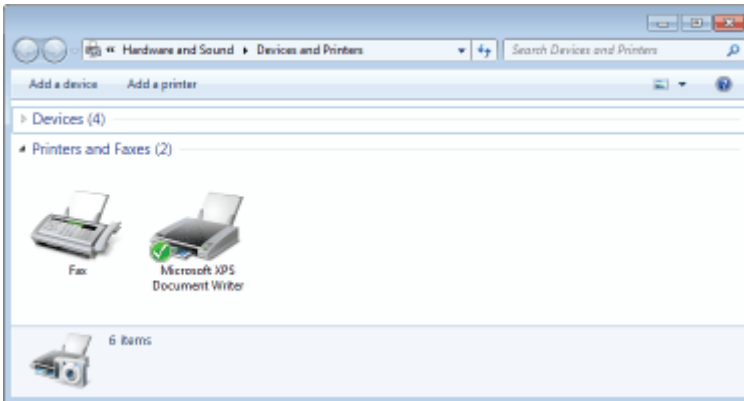 « Hardware and Sound ▸ Devices and Printers
Search Devices and Printers
Add a device Add a printer
Devices (4)
Printers and Faxes (2)
Fax
Microsoft XPS
Document Writer
6 items